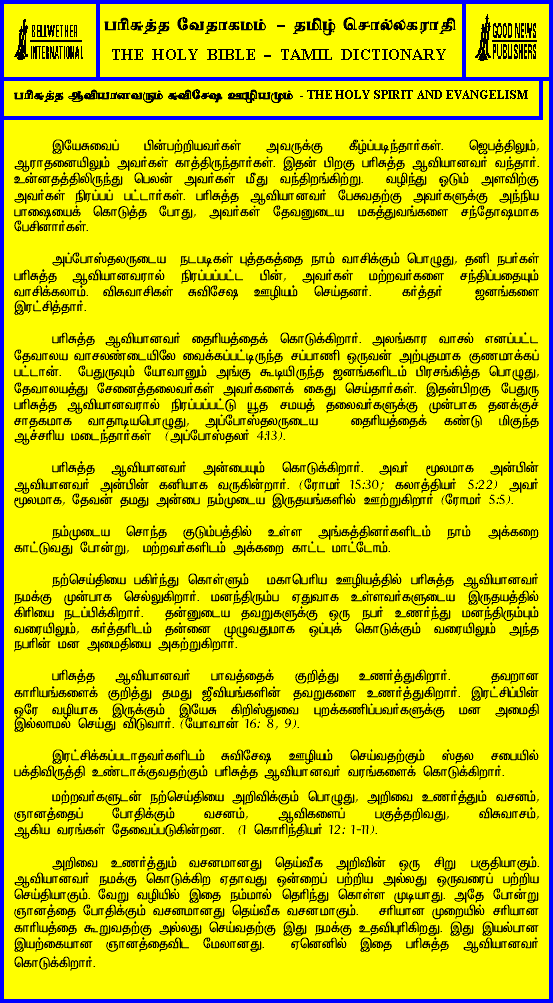 BELLWETHER
INTERNATIONAL
பரிசுத்த வேதாகமம் - தமிழ் சொல்லகராதி
THE HOLY BIBLE - TAMIL DICTIONARY
GOOD NEWS
PUBLISHERS
பரிசுத்த ஆவியானவரும் சுவிசேஷ ஊழியமும் - THE HOLY SPIRIT AND EVANGELISM
இயேசுவைப் பின்பற்றியவர்கள் அவருக்கு கீழ்ப்படிந்தார்கள். ஜெபத்திலும்,
ஆராதனையிலும் அவர்கள் காத்திருந்தார்கள். இதன் பிறகு பரிசுத்த ஆவியானவர் வந்தார்.
உன்னதத்திலிருந்து பெலன் அவர்கள் மீது வந்திறங்கிற்று. வழிந்து ஓடும் அளவிற்கு
அவர்கள் நிரப்பப் பட்டார்கள். பரிசுத்த ஆவியானவர் பேசுவதற்கு அவர்களுக்கு அந்நிய
பாஷையைக் கொடுத்த போது, அவர்கள் தேவனுடைய மகத்துவங்களை சந்தோஷமாக
பேசினார்கள்.
அப்போஸ்தலருடைய நடபடிகள் புத்தகத்தை நாம் வாசிக்கும் பொழுது, தனி நபர்கள்
பரிசுத்த ஆவியானவரால் நிரப்பப்பட்ட பின், அவர்கள் மற்றவர்களை சந்திப்பதையும்
வாசிக்கலாம். விசுவாசிகள் சுவிசேஷ ஊழியம் செய்தனர். கர்த்தர் ஜனங்களை
இரட்சித்தார்.
பரிசுத்த ஆவியானவர் தைரியத்தைக் கொடுக்கிறார். அலங்கார வாசல் எனப்பட்ட
தேவாலய வாசலண்டையிலே வைக்கப்பட்டிருந்த சப்பாணி ஒருவன் அற்புதமாக குணமாக்கப்
பட்டான். பேதுருவும் யோவானும் அங்கு கூடியிருந்த ஜனங்களிடம் பிரசங்கித்த பொழுது,
தேவாலயத்து சேனைத்தலைவர்கள் அவர்களைக் கைது செய்தார்கள். இதன்பிறகு பேதுரு
பரிசுத்த ஆவியானவரால் நிரப்பப்பட்டு யூத சமயத் தலைவர்களுக்கு முன்பாக தனக்குச்
சாதகமாக வாதாடியபொழுது, அப்போஸ்தலருடைய தைரியத்தைக் கண்டு மிகுந்த
ஆச்சரிய மடைந்தார்கள் (அப்போஸ்தலர் 4:13).
பரிசுத்த ஆவியானவர் அன்பையும் கொடுக்கிறார். அவர் மூலமாக அன்பின்
ஆவியானவர் அன்பின் கனியாக வருகின்றார். (ரோமர் 15:30; கலாத்தியர் 5:22) அவர்
மூலமாக, தேவன் தமது அன்பை நம்முடைய இருதயங்களில் ஊற்றுகிறார் (ரோமர் 5:5).
நம்முடைய சொந்த குடும்பத்தில் உள்ள அங்கத்தினர்களிடம் நாம் அக்கறை
காட்டுவது போன்று, மற்றவர்களிடம் அக்கறை காட்ட மாட்டோம்.
நற்செய்தியை பகிர்ந்து கொள்ளும் மகாபெரிய ஊழியத்தில் பரிசுத்த ஆவியானவர்
நமக்கு முன்பாக செல்லுகிறார். மனந்திரும்ப ஏதுவாக உள்ளவர்களுடைய இருதயத்தில்
கிரியை நடப்பிக்கிறார். தன்னுடைய தவறுகளுக்கு ஒரு நபர் உணர்ந்து மனந்திரும்பும்
வரையிலும், கர்த்தரிடம் தன்னை முழுவதுமாக ஒப்புக் கொடுக்கும் வரையிலும் அந்த
நபரின் மன அமைதியை அகற்றுகிறார்.
பரிசுத்த ஆவியானவர் பாவத்தைக் குறித்து உணர்த்துகிறார். தவறான
காரியங்களைக் குறித்து தமது ஜீவியங்களின் தவறுகளை உணர்த்துகிறார். இரட்சிப்பின்
ஒரே வழியாக இருக்கும் இயேசு கிறிஸ்துவை புறக்கணிப்பவர்களுக்கு மன அமைதி
இல்லாமல் செய்து விடுவார். (யோவான் 16: 8, 9).
இரட்சிக்கப்படாதவர்களிடம் சுவிசேஷ ஊழியம் செய்வதற்கும் ஸ்தல சபையில்
பக்திவிருத்தி உண்டாக்குவதற்கும் பரிசுத்த ஆவியானவர் வரங்களைக் கொடுக்கிறார்.
மற்றவர்களுடன் நற்செய்தியை அறிவிக்கும் பொழுது, அறிவை உணர்த்தும் வசனம்,
ஞானத்தைப் போதிக்கும் வசனம், ஆவிகளைப் பகுத்தறிவது, விசுவாசம்,
ஆகிய வரங்கள் தேவைப்படுகின்றன. (1 கொரிந்தியர் 12: 1-11).
அறிவை உணர்த்தும் வசனமானது தெய்வீக அறிவின் ஒரு சிறு பகுதியாகும்.
ஆவியானவர் நமக்கு கொடுக்கிற ஏதாவது ஒன்றைப் பற்றிய அல்லது ஒருவரைப் பற்றிய
செய்தியாகும். வேறு வழியில் இதை நம்மால் தெரிந்து கொள்ள முடியாது. அதே போன்று
ஞானத்தை போதிக்கும் வசனமானது தெய்வீக வசனமாகும். சரியான முறையில் சரியான
காரியத்தை கூறுவதற்கு அல்லது செய்வதற்கு இது நமக்கு உதவிபுரிகிறது. இது இயல்பான
இயற்கையான ஞானத்தைவிட மேலானது. ஏனெனில் இதை பரிசுத்த ஆவியானவர்
கொடுக்கிறார்.